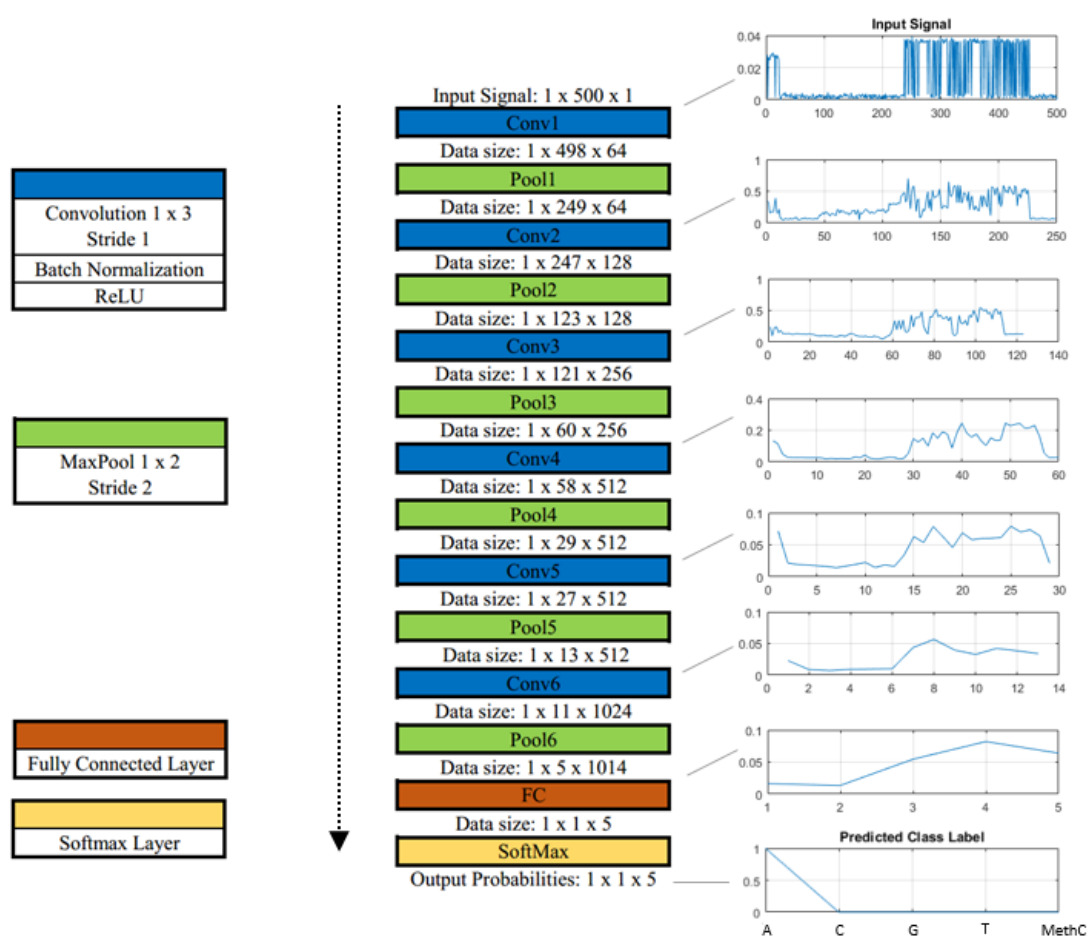 Input Signal: 1 x 500 x 1
Conv1
Data size: 1 x 498 x 64
Pool1
Data size: 1 x 249 x 64
Conv2
Data size: 1 x 247 x 128
Pool2
Data size: 1 x 123 x 128
Conv3
Data size: 1 x 121 x 256
Pool3
Data size: 1 x 60 x 256
Conv4
Data size: 1 x 58 x 512
Pool4
Data size: 1 x 29 x 512
Conv5
Data size: 1 x 27 x 512
Pool5
Data size: 1 x 13 x 512
Conv6
Data size: 1 x 11 x 1024
Pool6
Data size: 1 x 5 x 1014
FC
Data size: 1 x 1 x 5
SoftMax
Output Probabilities: 1 x 1 x 5
Convolution 1 x 3
Stride 1
Batch Normalization
ReLU
MaxPool 1 x 2
Stride 2
Fully Connected Layer
Softmax Layer
Input Signal
0.04
0.02
0
0 100 200 300 400 500
1
0.5
0
0 50 100 150 200 250
1
0.5
0
0 20 40 60 80 100 120 140
0.4
0.2
0
0 10 20 30 40 50 60
0.1
0.05
0
0 5 10 15 20 25 30
0.1
0.05
0
0 2 4 6 8 10 12 14
0.1
0.05
0
1 2 3 4 5
Predicted Class Label
1
0.5
0
A C G T MethC